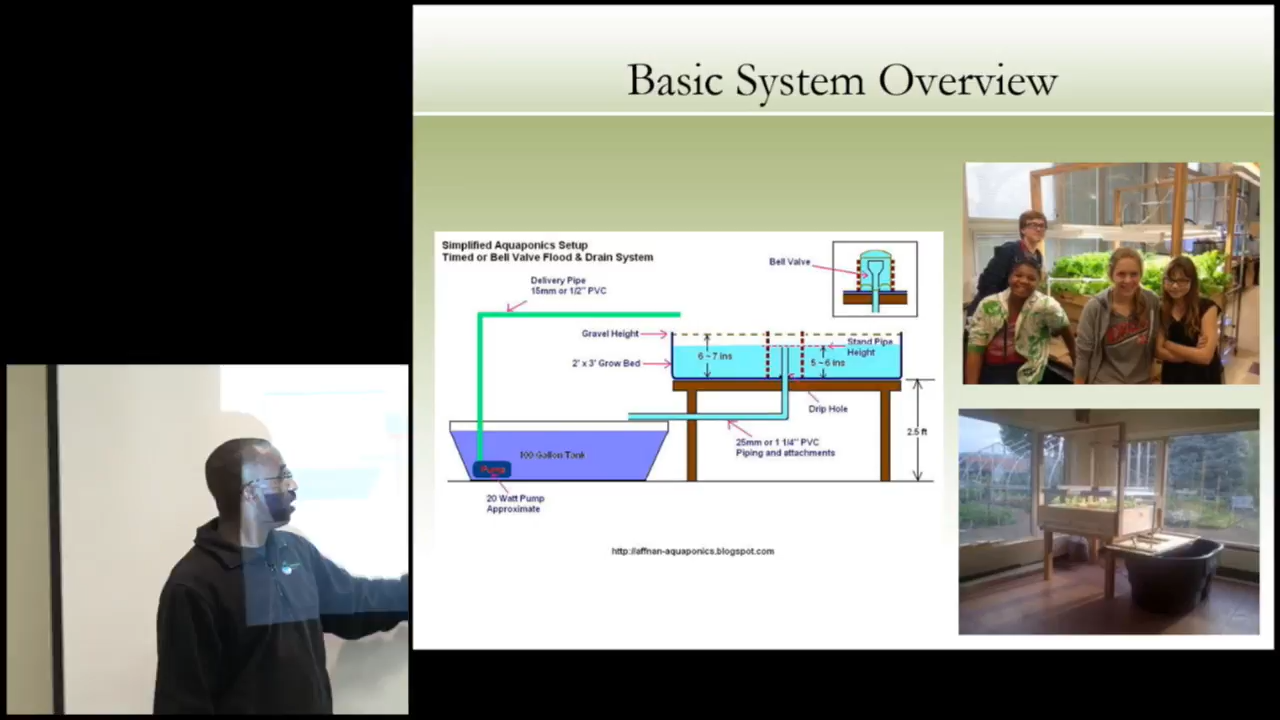 Basic System Overview
Simplified Aquaponics Setup
Timed or Bell Valve Flood & Drain System
Bell Valve
Delivery Pipe
15mm or 1/2" PVC
Gravel Height
Stand Pipe
Height
6 ~ 7 ins
5 ~ 6 ins
2' x 3' Grow Bed
Drip Hole
2.5 ft
25mm or 1 1/4" PVC
Piping and attachments
100 Gallon Tank
Pump
20 Watt Pump
Approximate
http://affnan-aquaponics.blogspot.com